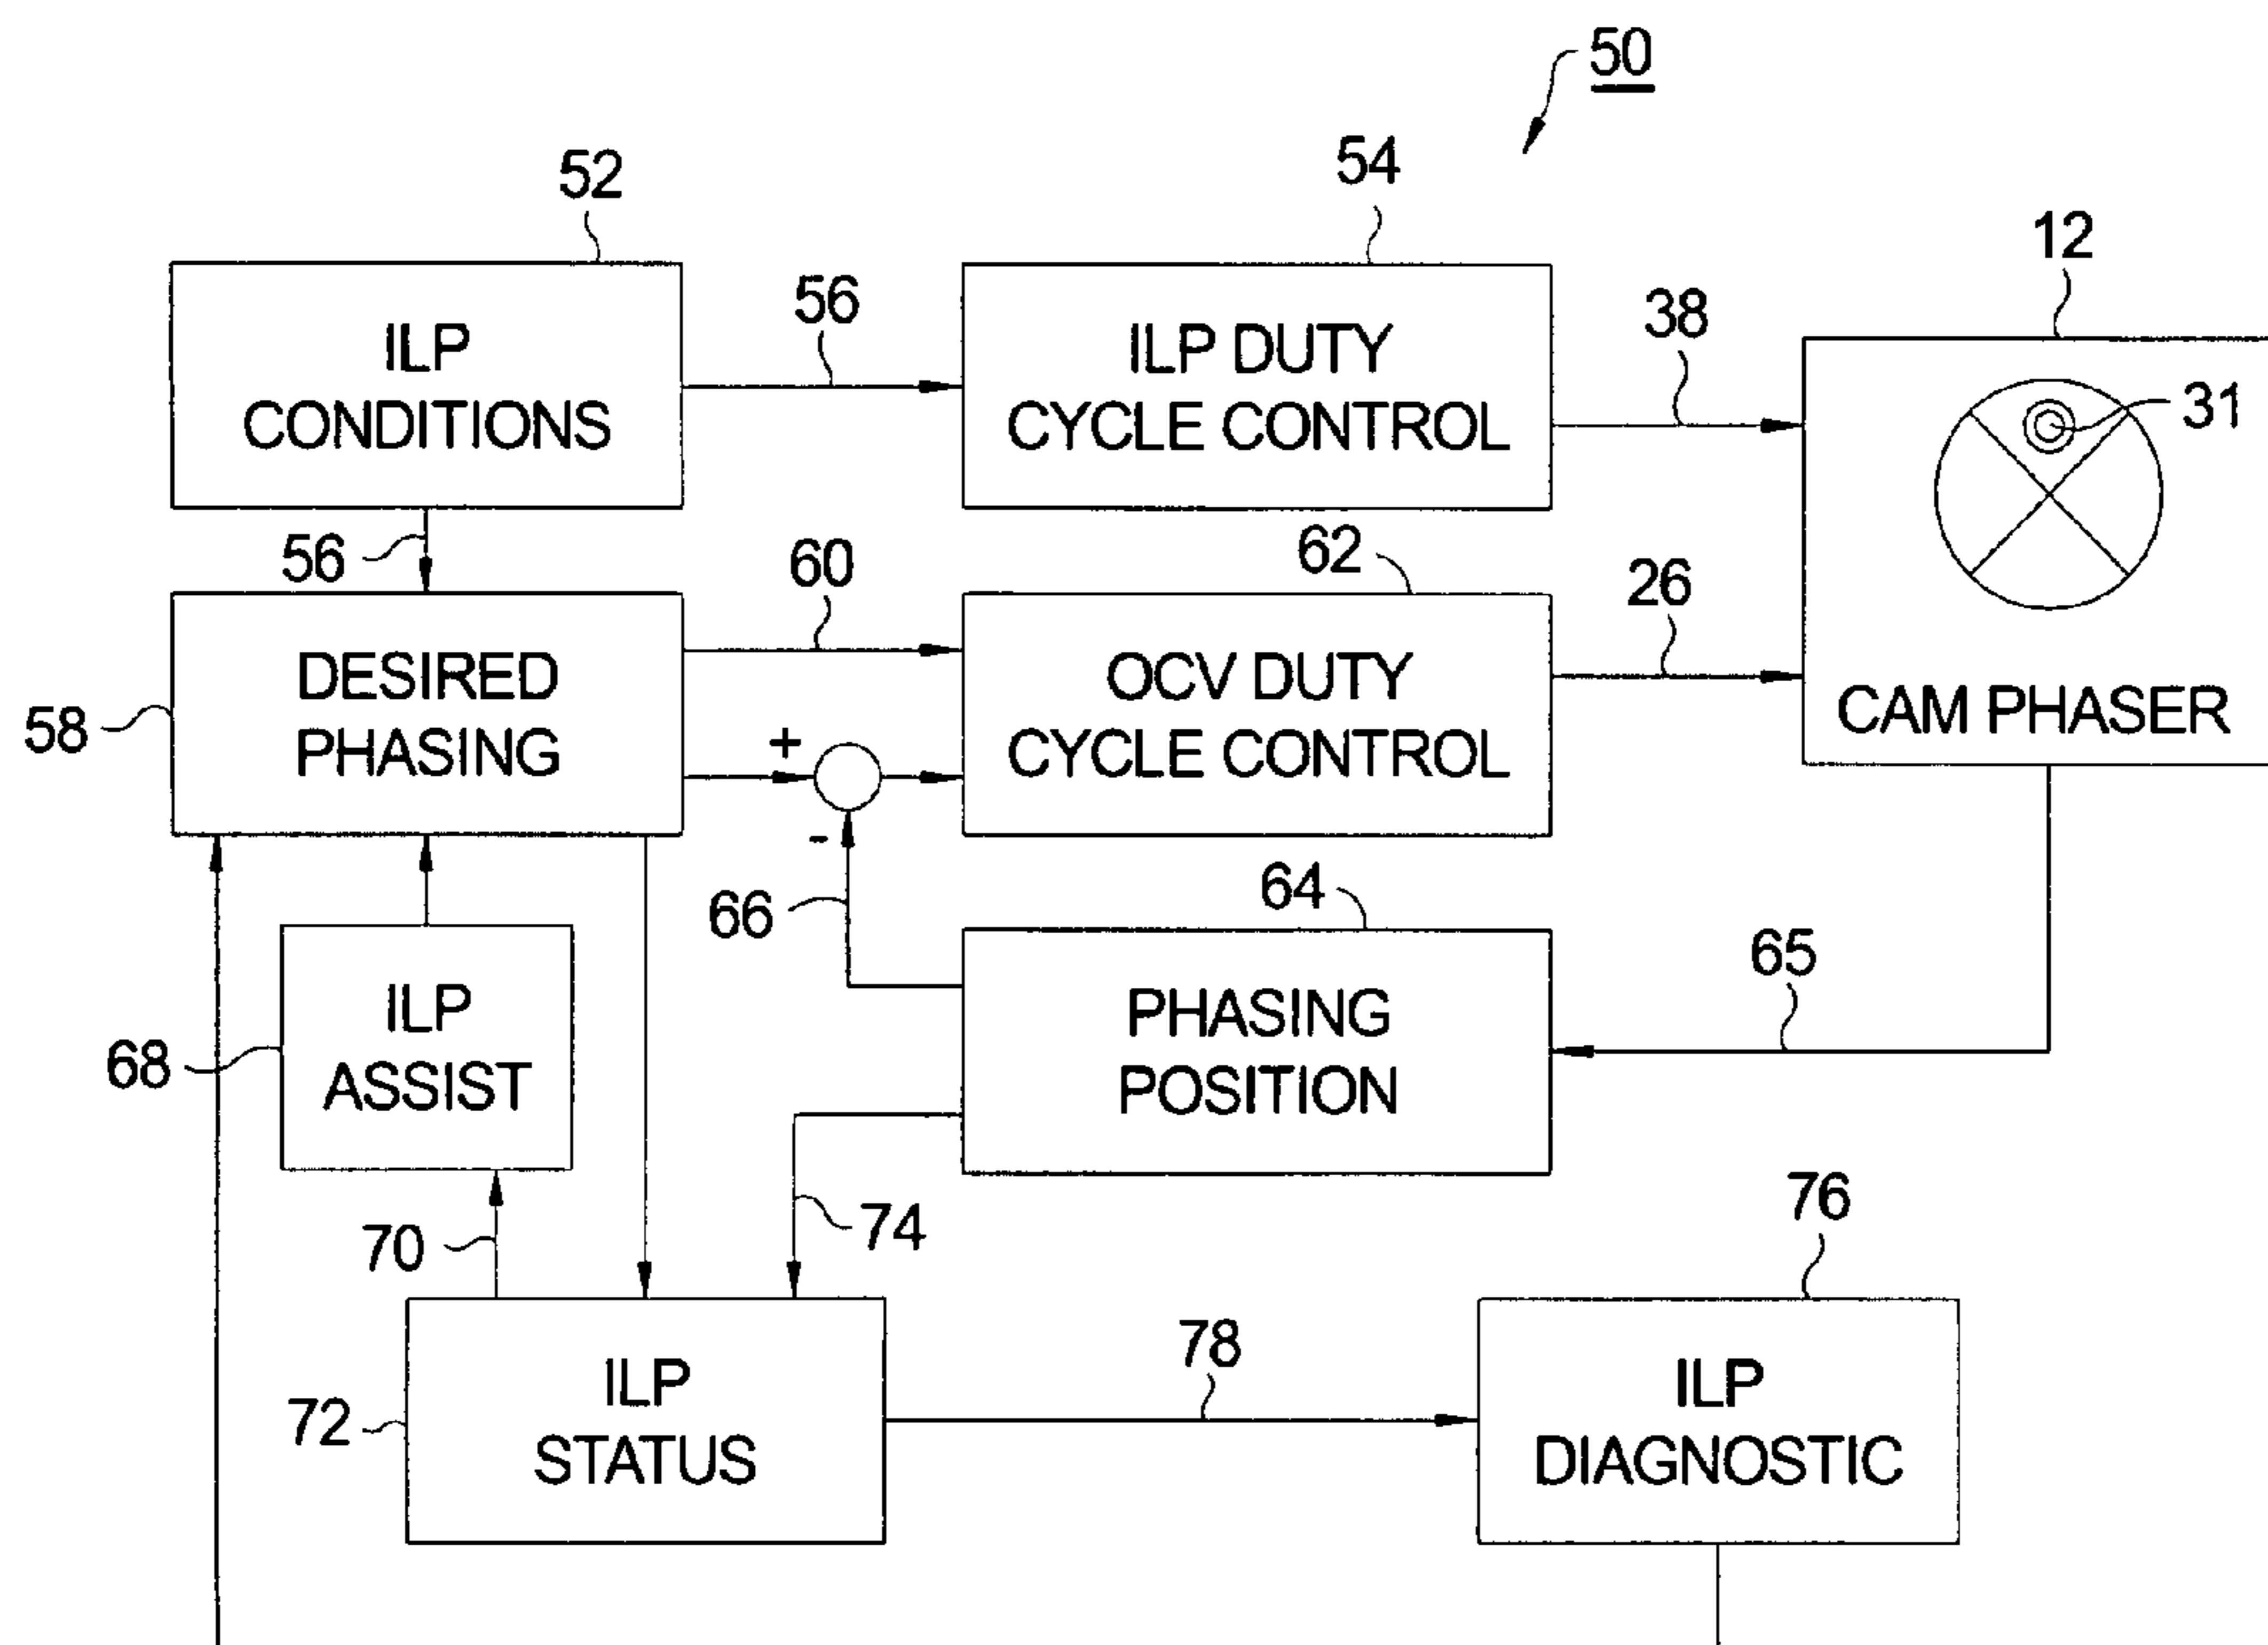 50
52
54
12
ILP
CONDITIONS
56
ILP DUTY
CYCLE CONTROL
38
31
56
60
62
26
58
DESIRED
PHASING
+
-
OCV DUTY
CYCLE CONTROL
CAM PHASER
66
64
65
68
ILP
ASSIST
PHASING
POSITION
70
74
76
72
ILP
STATUS
78
ILP
DIAGNOSTIC